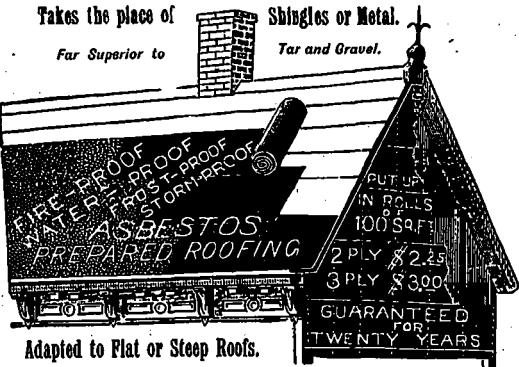 Takes the place of Shingles or Metal.
Far Superior to Tar and Gravel.
FIRE-PROOF
WATER-PROOF
FROST-PROOF
STORM-PROOF
ASBESTOS
PREPARED ROOFING
PUT UP
IN ROLLS
OF
100 SQ.FT.
2 PLY $2.25
3 PLY $3.00
GUARANTEED
FOR
TWENTY YEARS
Adapted to Flat or Steep Roofs.